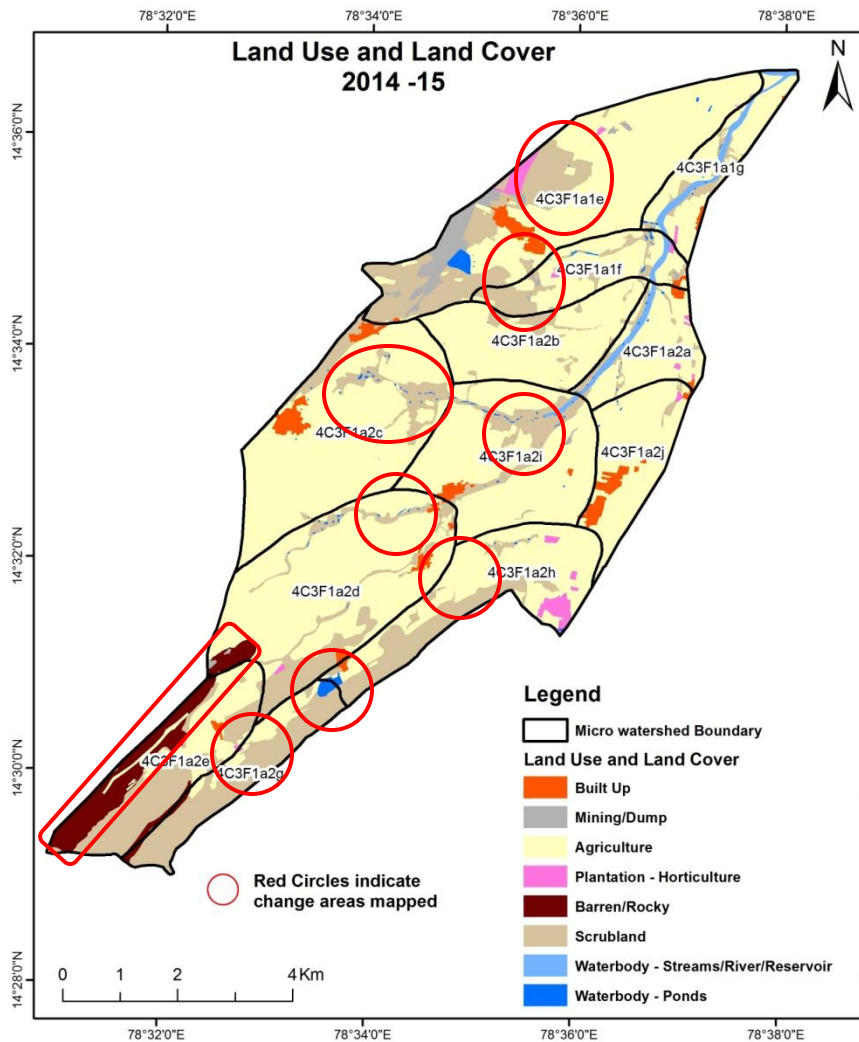 78°32'0"E
78°34'0"E
78°36'0"E
78°38'0"E
Land Use and Land Cover
2014 -15
N
14°36'0"N
14°36'0"N
4C3F1a1g
4C3F1a1e
4C3F1a1f
14°34'0"N
4C3F1a2b
4C3F1a2a
4C3F1a2c
4C3F1a2i
4C3F1a2j
14°32'0"N
4C3F1a2h
4C3F1a2d
14°30'0"N
4C3F1a2e
4C3F1a2g
Legend
Micro watershed Boundary
Land Use and Land Cover
Built Up
Mining/Dump
Agriculture
Plantation - Horticulture
Barren/Rocky
Scrubland
Waterbody - Streams/River/Reservoir
Waterbody - Ponds
Red Circles indicate
change areas mapped
0 1 2 4 Km
14°28'0"N
78°32'0"E
78°34'0"E
78°36'0"E
78°38'0"E